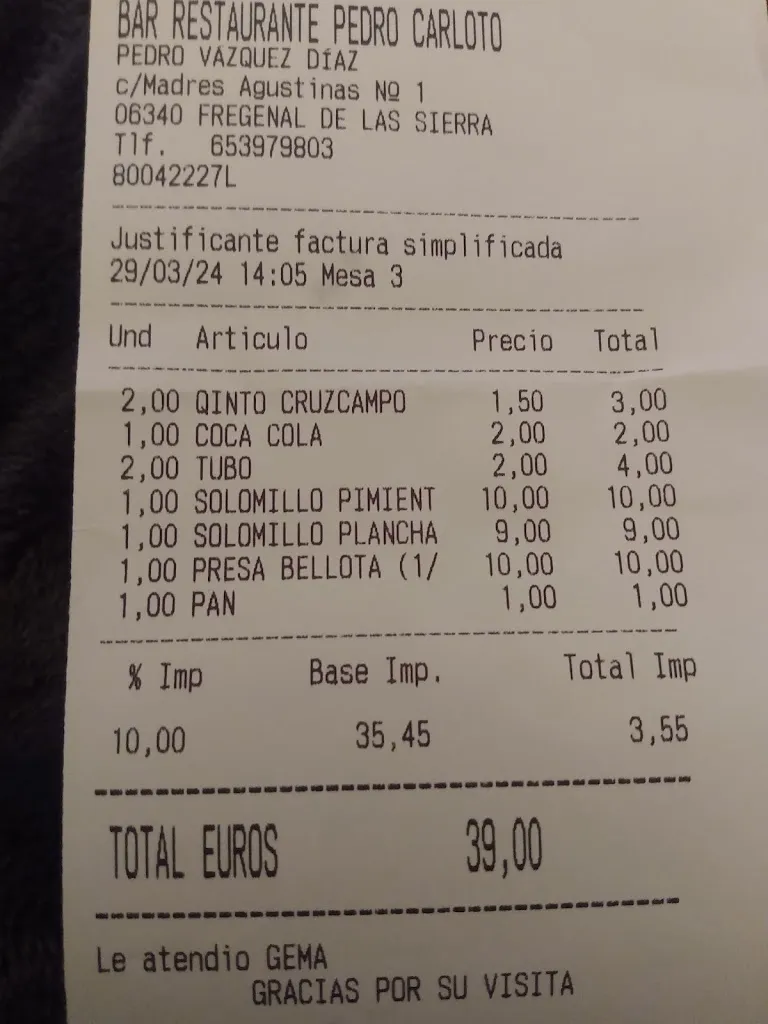 BAR RESTAURANTE PEDRO CARLOTO
PEDRO VÁZQUEZ DÍAZ
c/Madres Agustinas Nº 1
06340 FREGENAL DE LAS SIERRA
Tlf. 653979803
80042227L
Justificante factura simplificada
29/03/24 14:05 Mesa 3
Und Articulo Precio Total
2,00 QINTO CRUZCAMPO 1,50 3,00
1,00 COCA COLA 2,00 2,00
2,00 TUBO 2,00 4,00
1,00 SOLOMILLO PIMIENT 10,00 10,00
1,00 SOLOMILLO PLANCHA 9,00 9,00
1,00 PRESA BELLOTA (1/ 10,00 10,00
1,00 PAN 1,00 1,00
% Imp Base Imp. Total Imp
10,00 35,45 3,55
TOTAL EUROS 39,00
Le atendio GEMA
GRACIAS POR SU VISITA